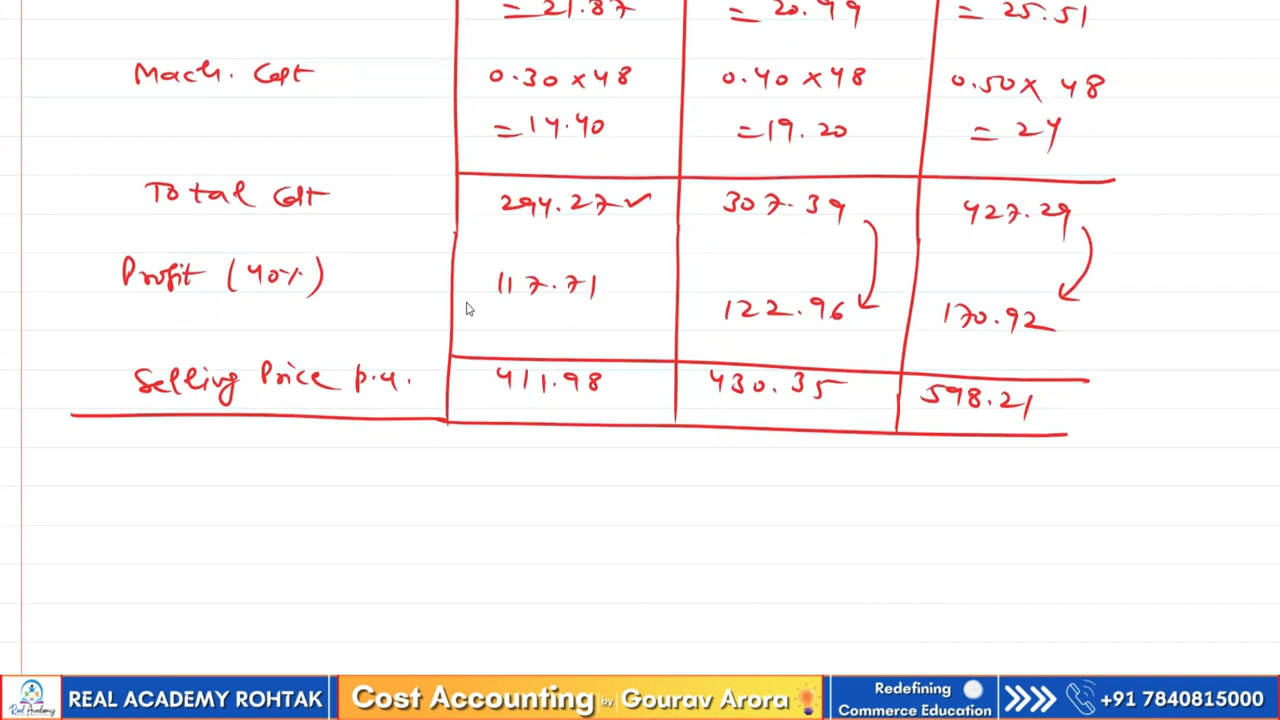 = 21.87 = 20.99 = 25.51
Mach. Cost 0.30 x 48 0.40 x 48 0.50 x 48
= 14.40 = 19.20 = 24
Total Cost 294.27 ✓ 307.39 427.29
Profit (40%) 117.71 122.96 170.92
Selling Price p.u. 411.98 430.35 598.21
Real Academy
REAL ACADEMY ROHTAK
Cost Accounting by Gourav Arora
Redefining
Commerce Education
+91 7840815000